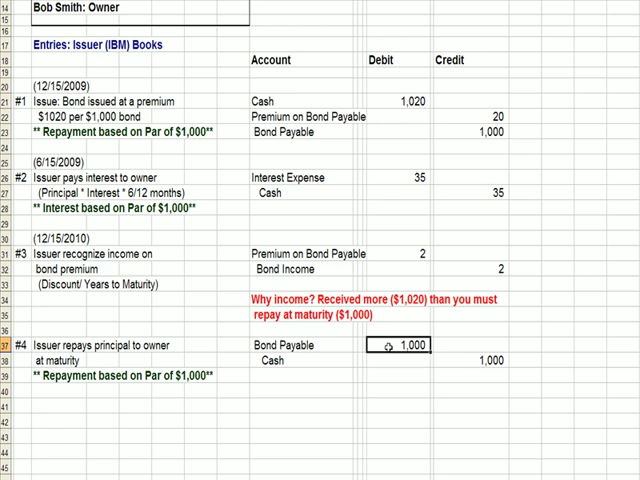 14 Bob Smith: Owner
15
16
17 Entries: Issuer (IBM) Books
18 Account Debit Credit
19
20 (12/15/2009)
21 #1 Issue: Bond issued at a premium Cash 1,020
22 $1020 per $1,000 bond Premium on Bond Payable 20
23 ** Repayment based on Par of $1,000** Bond Payable 1,000
24
25 (6/15/2009)
26 #2 Issuer pays interest to owner Interest Expense 35
27 (Principal * Interest * 6/12 months) Cash 35
28 ** Interest based on Par of $1,000**
29
30 (12/15/2010)
31 #3 Issuer recognize income on Premium on Bond Payable 2
32 bond premium Bond Income 2
33 (Discount/ Years to Maturity)
34 Why income? Received more ($1,020) than you must
35 repay at maturity ($1,000)
36
37 #4 Issuer repays principal to owner Bond Payable 1,000
38 at maturity Cash 1,000
39 ** Repayment based on Par of $1,000**
40
41
42
43
44
45